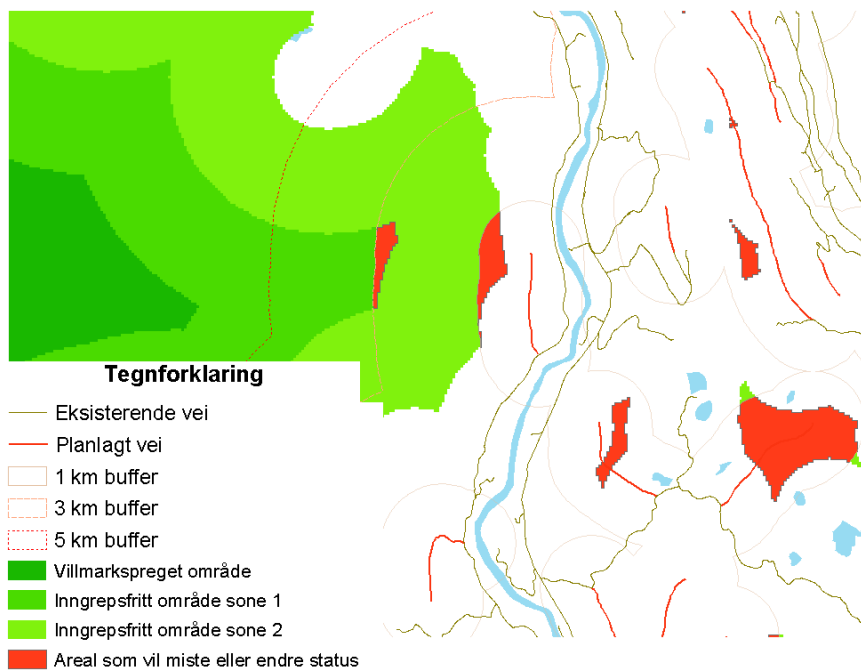 Tegnforklaring
Eksisterende vei
Planlagt vei
1 km buffer
3 km buffer
5 km buffer
Villmarkspreget område
Inngrepsfritt område sone 1
Inngrepsfritt område sone 2
Areal som vil miste eller endre status